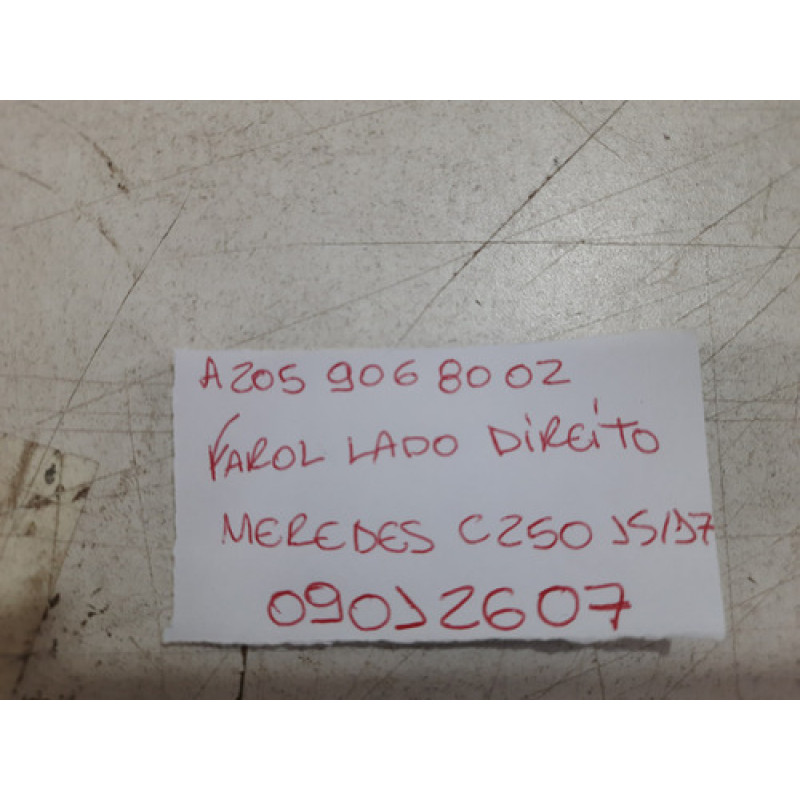 A205 906 80 02
FAROL LADO DIREITO
MEREDES C250 15/17
09012607